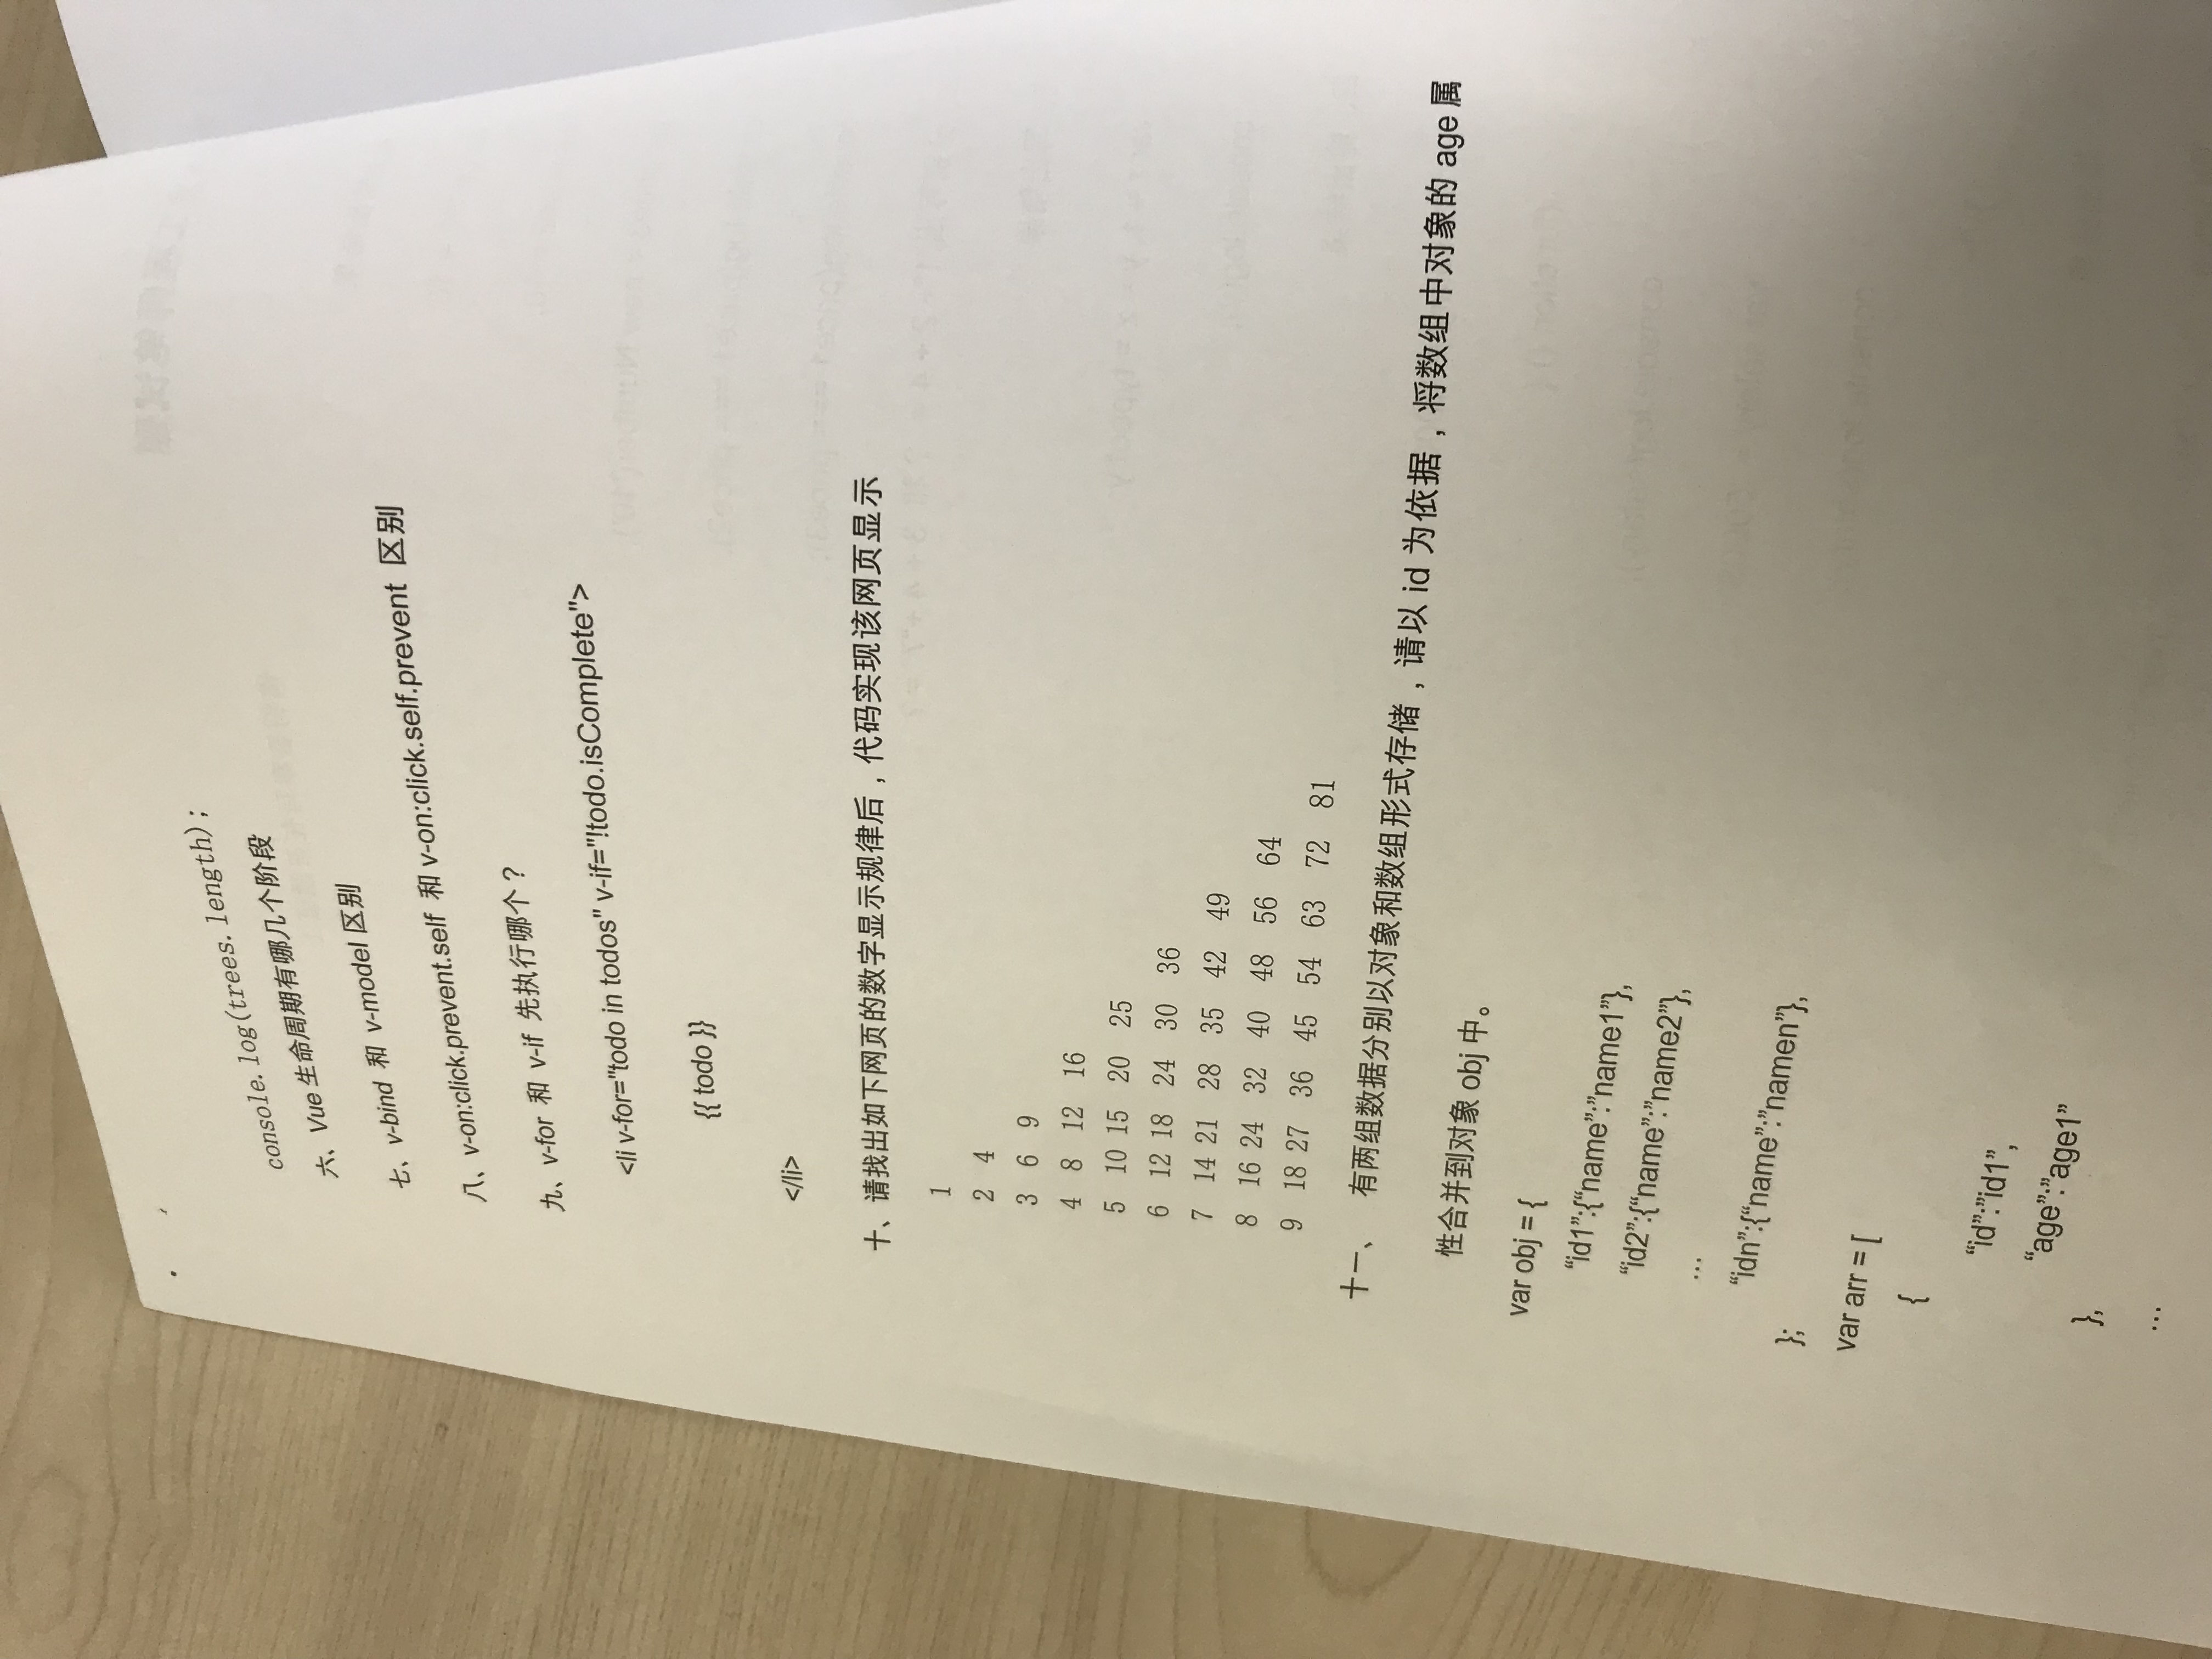 console.log(trees.length);
六、Vue 生命周期有哪几个阶段
七、v-bind 和 v-model 区别
八、v-on:click.prevent.self 和 v-on:click.self.prevent 区别
九、v-for 和 v-if 先执行哪个？
<li v-for="todo in todos" v-if="!todo.isComplete">
{{ todo }}
</li>
十、请找出如下网页的数字显示规律后，代码实现该网页显示
1
2 4
3 6 9
4 8 12 16
5 10 15 20 25
6 12 18 24 30 36
7 14 21 28 35 42 49
8 16 24 32 40 48 56 64
9 18 27 36 45 54 63 72 81
十一、 有两组数据分别以对象和数组形式存储，请以 id 为依据，将数组中对象的 age 属
性合并到对象 obj 中。
var obj = {
“id1”:{“name”:”name1”},
“id2”:{“name”:”name2”},
…
“idn”:{“name”:”namen”},
};
var arr = [
{
“id”:”id1”,
“age”:”age1”
},
…